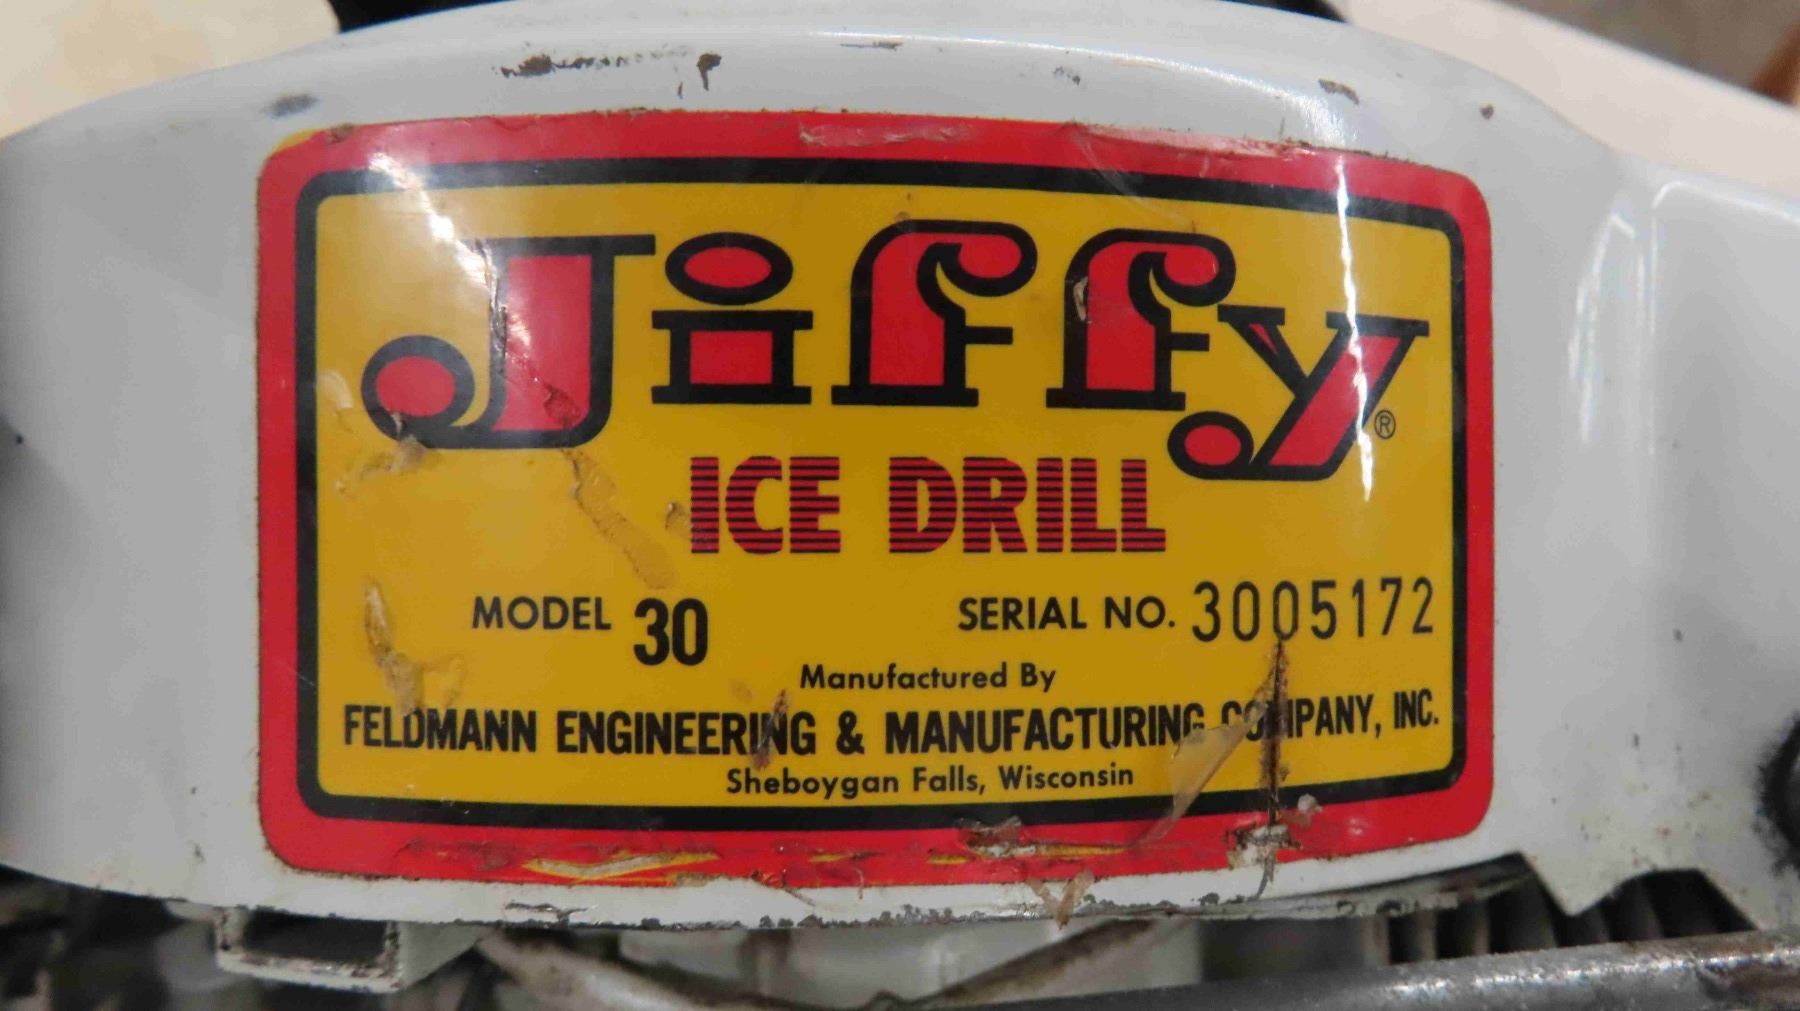 Jiffy®
ICE DRILL
MODEL 30 SERIAL NO. 3005172
Manufactured By
FELDMANN ENGINEERING & MANUFACTURING COMPANY, INC.
Sheboygan Falls, Wisconsin